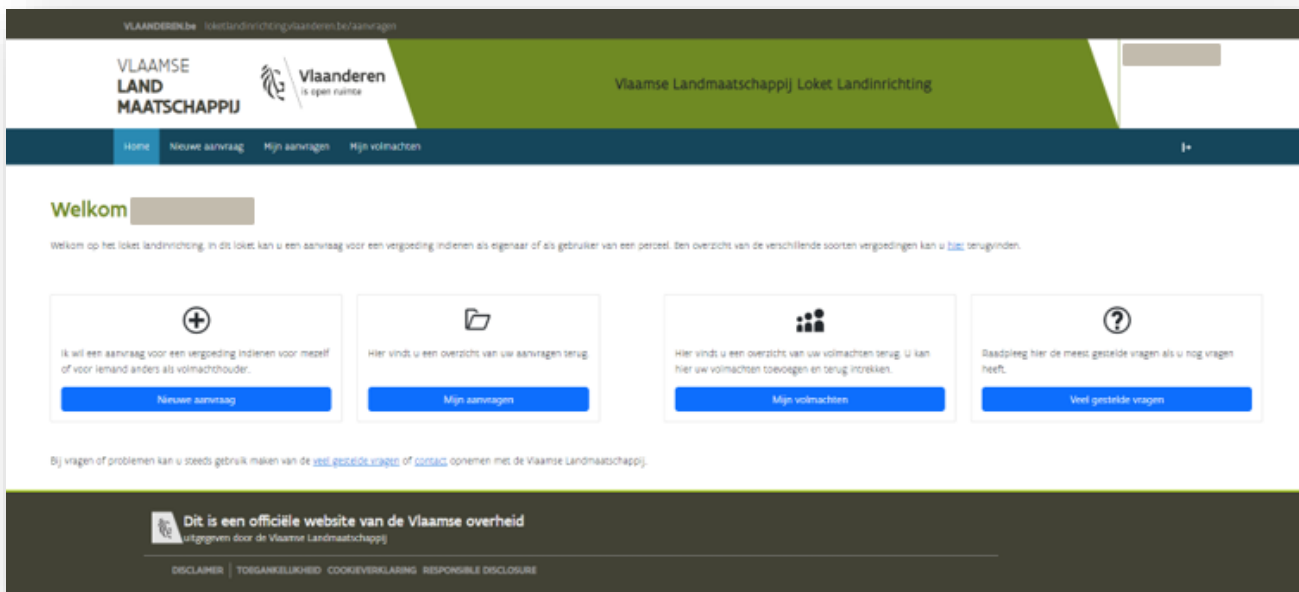 VLAANDEREN.be loketlandinrichting.vlaanderen.be/aanvragen
VLAAMSE
LAND
MAATSCHAPPIJ
Vlaanderen
is open ruimte
Vlaamse Landmaatschappij Loket Landinrichting
Home Nieuwe aanvraag Mijn aanvragen Mijn volmachten
Welkom
Welkom op het loket landinrichting. In dit loket kan u een aanvraag voor een vergoeding indienen als eigenaar of als gebruiker van een perceel. Een overzicht van de verschillende soorten vergoedingen kan u hier terugvinden.
Ik wil een aanvraag voor een vergoeding indienen voor mezelf
of voor iemand anders als volmachthouder.
Nieuwe aanvraag
Hier vindt u een overzicht van uw aanvragen terug.
Mijn aanvragen
Hier vindt u een overzicht van uw volmachten terug. U kan
hier uw volmachten toevoegen en terug intrekken.
Mijn volmachten
Raadpleeg hier de meest gestelde vragen als u nog vragen
heeft.
Veel gestelde vragen
Bij vragen of problemen kan u steeds gebruik maken van de veel gestelde vragen of contact opnemen met de Vlaamse Landmaatschappij.
Dit is een officiële website van de Vlaamse overheid
uitgegeven door de Vlaamse Landmaatschappij
DISCLAIMER TOEGANKELIJKHEID COOKIEVERKLARING RESPONSIBLE DISCLOSURE